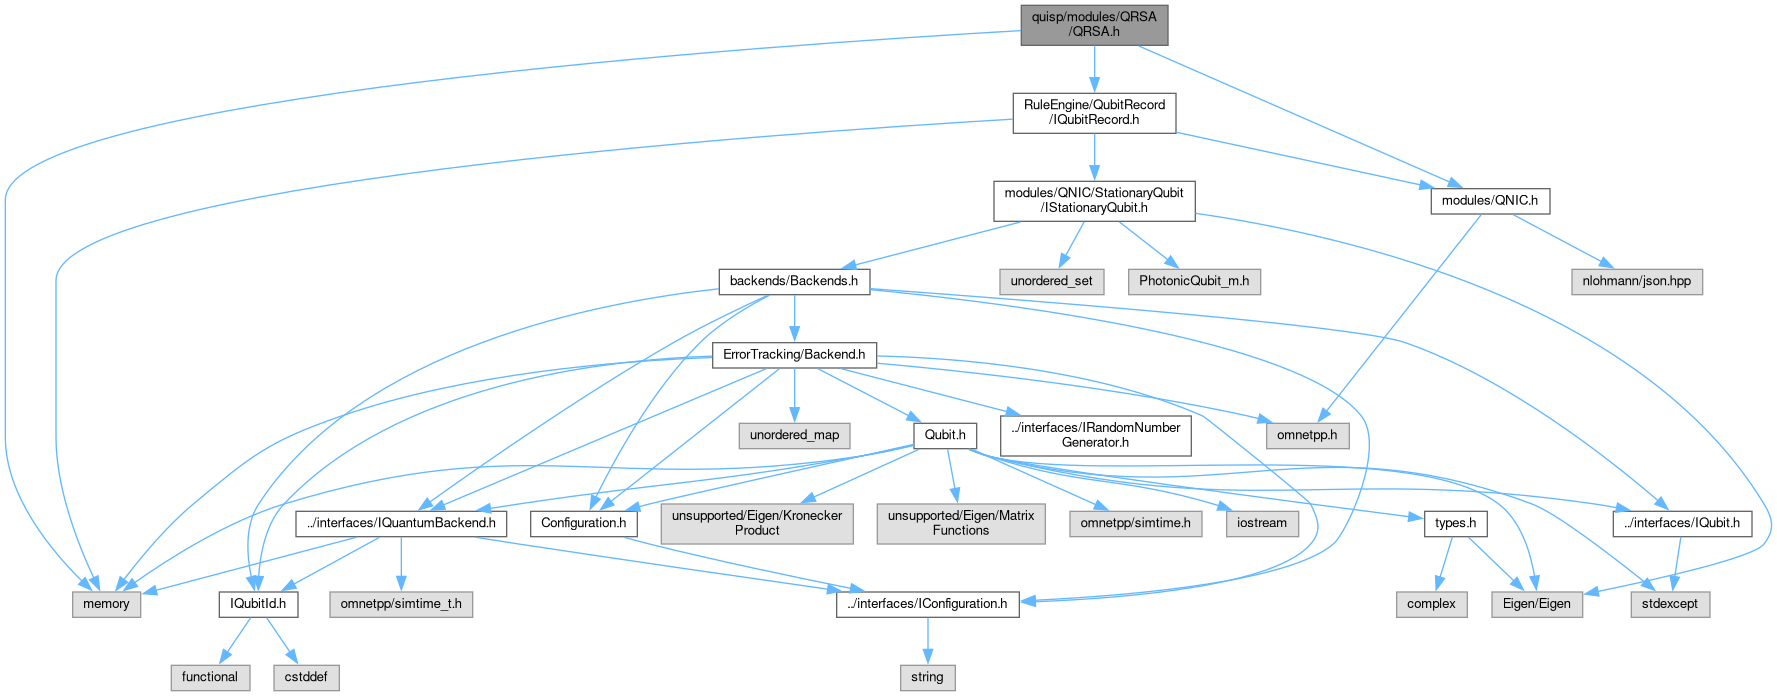 quisp/modules/QRSA
/QRSA.h
RuleEngine/QubitRecord
/IQubitRecord.h
modules/QNIC/StationaryQubit
/IStationaryQubit.h
modules/QNIC.h
backends/Backends.h
unordered_set
PhotonicQubit_m.h
nlohmann/json.hpp
ErrorTracking/Backend.h
unordered_map
Qubit.h
../interfaces/IRandomNumber
Generator.h
omnetpp.h
../interfaces/IQuantumBackend.h
Configuration.h
unsupported/Eigen/Kronecker
Product
unsupported/Eigen/Matrix
Functions
omnetpp/simtime.h
iostream
types.h
../interfaces/IQubit.h
memory
IQubitId.h
omnetpp/simtime_t.h
../interfaces/IConfiguration.h
complex
Eigen/Eigen
stdexcept
functional
cstddef
string